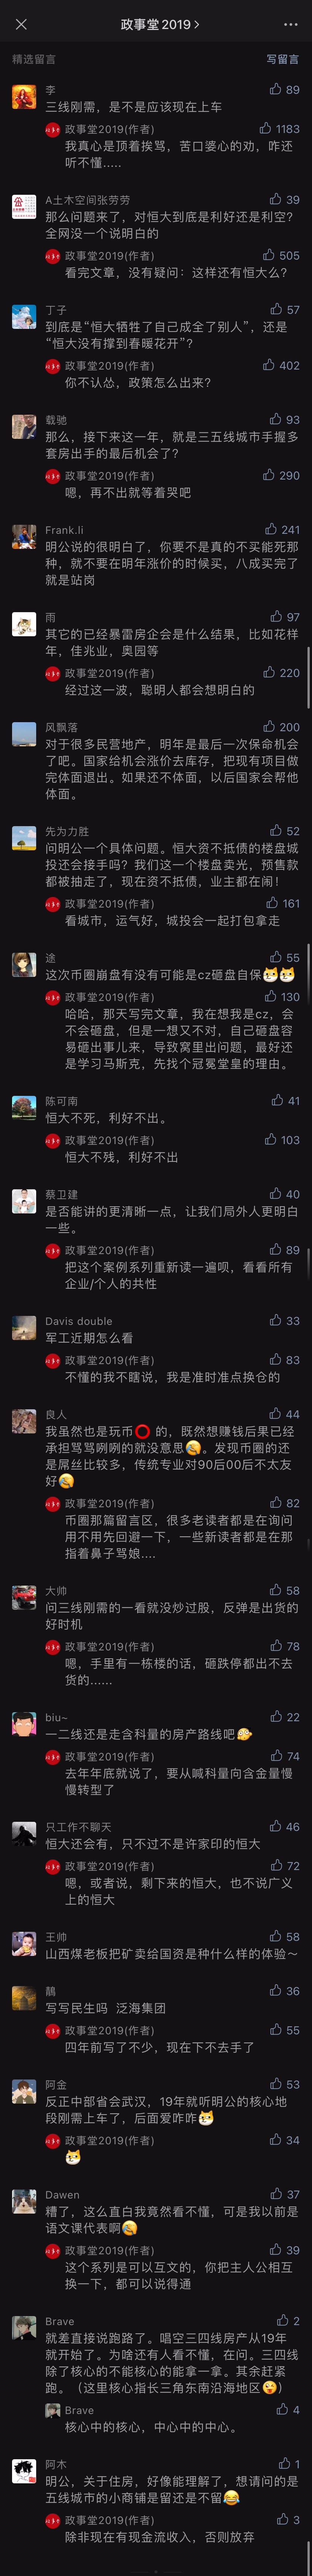 政事堂2019
精选留言
写留言
李
89
三线刚需，是不是应该现在上车
政事堂2019(作者)
1183
我真心是顶着挨骂，苦口婆心的劝，咋还
听不懂.....
A土木空间张劳劳
39
那么问题来了，对恒大到底是利好还是利空？
全网没一个说明白的
政事堂2019(作者)
505
看完文章，没有疑问：这样还有恒大么？
丁子
57
到底是“恒大牺牲了自己成全了别人”，还是
“恒大没有撑到春暖花开”？
政事堂2019(作者)
402
你不认怂，政策怎么出来？
载驰
93
那么，接下来这一年，就是三五线城市手握多
套房出手的最后机会了？
政事堂2019(作者)
290
嗯，再不出就等着哭吧
Frank.li
241
明公说的很明白了，你要不是真的不买能死那
种，就不要在明年涨价的时候买，八成买完了
就是站岗
雨
97
其它的已经暴雷房企会是什么结果，比如花样
年，佳兆业，奥园等
政事堂2019(作者)
220
经过这一波，聪明人都会想明白的
风飘落
200
对于很多民营地产，明年是最后一次保命机会
了吧。国家给机会涨价去库存，把现有项目做
完体面退出。如果还不体面，以后国家会帮他
体面。
先为力胜
52
问明公一个具体问题。恒大资不抵债的楼盘城
投还会接手吗？我们这一个楼盘卖光，预售款
都被抽走了，现在资不抵债，业主都在闹！
政事堂2019(作者)
161
看城市，运气好，城投会一起打包拿走
途
55
这次币圈崩盘有没有可能是cz砸盘自保
政事堂2019(作者)
130
哈哈，那天写完文章，我在想我是cz，会
不会砸盘，但是一想又不对，自己砸盘容
易砸出事儿来，导致窝里出问题，最好还
是学习马斯克，先找个冠冕堂皇的理由。
陈可南
41
恒大不死，利好不出。
政事堂2019(作者)
103
恒大不残，利好不出
蔡卫建
40
是否能讲的更清晰一点，让我们局外人更明白
一些。
政事堂2019(作者)
89
把这个案例系列重新读一遍呗，看看所有
企业/个人的共性
Davis double
33
军工近期怎么看
政事堂2019(作者)
83
不懂的我不瞎说，我是准时准点换仓的
良人
44
我虽然也是玩币⭕ 的，既然想赚钱后果已经
承担骂骂咧咧的就没意思。发现币圈的还
是屌丝比较多，传统专业对90后00后不太友
好
政事堂2019(作者)
82
币圈那篇留言区，很多老读者都是在询问
用不用先回避一下，一些新读者都是在那
指着鼻子骂娘....
大帅
58
问三线刚需的一看就没炒过股，反弹是出货的
好时机
政事堂2019(作者)
78
嗯，手里有一栋楼的话，砸跌停都出不去
货的......
biu~
22
一二线还是走含科量的房产路线吧
政事堂2019(作者)
74
去年年底就说了，要从喊科量向含金量慢
慢转型了
只工作不聊天
46
恒大还会有，只不过不是许家印的恒大
政事堂2019(作者)
72
嗯，或者说，剩下来的恒大，也不说广义
上的恒大
王帅
58
山西煤老板把矿卖给国资是种什么样的体验～
鵲
36
写写民生吗 泛海集团
政事堂2019(作者)
55
四年前写了不少，现在下不去手了
阿金
53
反正中部省会武汉，19年就听明公的核心地
段刚需上车了，后面爱咋咋
政事堂2019(作者)
34
Dawen
37
糟了，这么直白我竟然看不懂，可是我以前是
语文课代表啊
政事堂2019(作者)
39
这个系列是可以互文的，你把主人公相互
换一下，都可以说得通
Brave
2
就差直接说跑路了。唱空三四线房产从19年
就开始了。为啥还有人看不懂，在问。三四线
除了核心的不能核心的能拿一拿。其余赶紧
跑。（这里核心指长三角东南沿海地区）
Brave
4
核心中的核心，中心中的中心。
阿木
1
明公，关于住房，好像能理解了，想请问的是
五线城市的小商铺是留还是不留
政事堂2019(作者)
3
除非现在有现金流收入，否则放弃